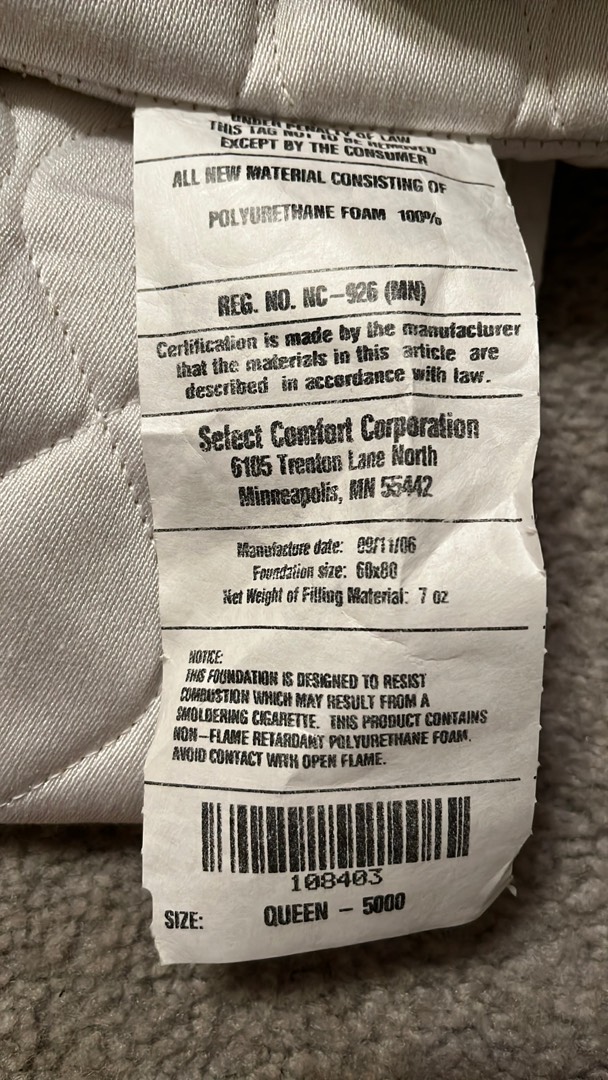 UNDER PENALTY OF LAW
THIS TAG NOT TO BE REMOVED
EXCEPT BY THE CONSUMER
ALL NEW MATERIAL CONSISTING OF
POLYURETHANE FOAM 100%
REG. NO. NC-926 (MN)
Certification is made by the manufacturer
that the materials in this article are
described in accordance with law.
Select Comfort Corporation
6105 Trenton Lane North
Minneapolis, MN 55442
Manufacture date: 09/11/06
Foundation size: 60x80
Net Weight of Filling Material: 7 oz
NOTICE:
THIS FOUNDATION IS DESIGNED TO RESIST
COMBUSTION WHICH MAY RESULT FROM A
SMOLDERING CIGARETTE. THIS PRODUCT CONTAINS
NON-FLAME RETARDANT POLYURETHANE FOAM.
AVOID CONTACT WITH OPEN FLAME.
108403
SIZE: QUEEN - 5000